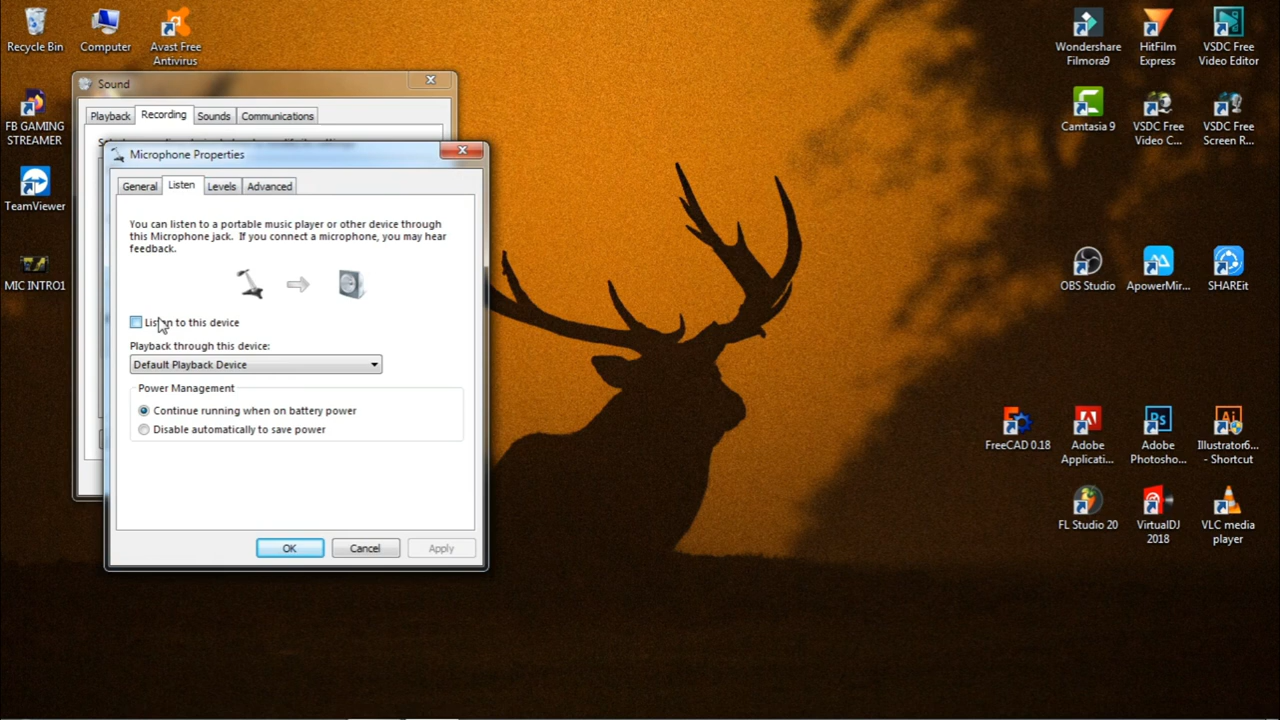 Recycle Bin
Computer
Avast Free
Antivirus
FB GAMING
STREAMER
TeamViewer
MIC INTRO1
Sound
Playback
Recording
Sounds
Communications
Microphone Properties
General
Listen
Levels
Advanced
You can listen to a portable music player or other device through
this Microphone jack.  If you connect a microphone, you may hear
feedback.
Listen to this device
Playback through this device:
Default Playback Device
Power Management
Continue running when on battery power
Disable automatically to save power
OK
Cancel
Apply
Wondershare
Filmora9
HitFilm
Express
VSDC Free
Video Editor
Camtasia 9
VSDC Free
Video C...
VSDC Free
Screen R...
OBS Studio
ApowerMir...
SHAREit
FreeCAD 0.18
Adobe
Applicati...
Adobe
Photosho...
Illustrator6...
- Shortcut
FL Studio 20
VirtualDJ
2018
VLC media
player